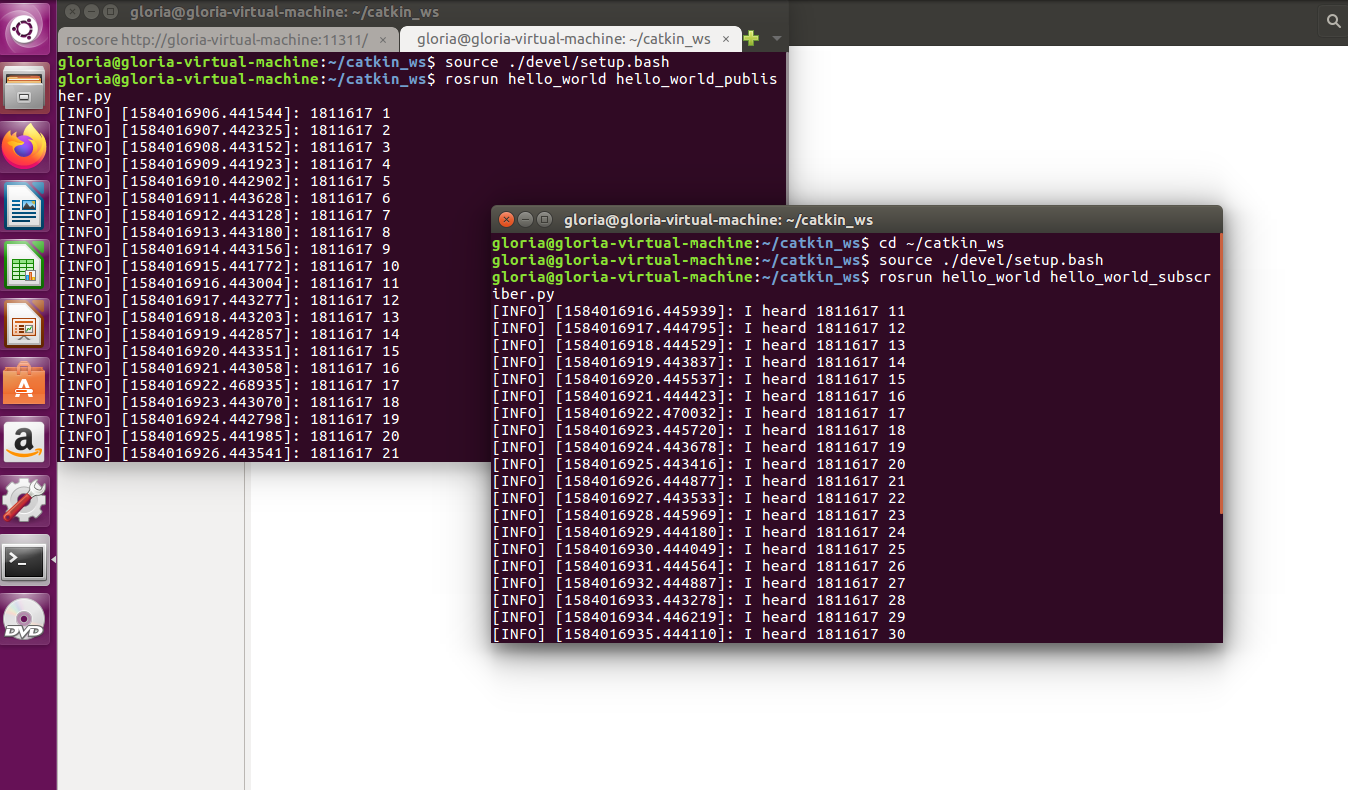 gloria@gloria-virtual-machine: ~/catkin_ws
roscore http://gloria-virtual-machine:11311/ ×
gloria@gloria-virtual-machine: ~/catkin_ws ×
gloria@gloria-virtual-machine:~/catkin_ws$ source ./devel/setup.bash
gloria@gloria-virtual-machine:~/catkin_ws$ rosrun hello_world hello_world_publis
her.py
[INFO] [1584016906.441544]: 1811617 1
[INFO] [1584016907.442325]: 1811617 2
[INFO] [1584016908.443152]: 1811617 3
[INFO] [1584016909.441923]: 1811617 4
[INFO] [1584016910.442902]: 1811617 5
[INFO] [1584016911.443628]: 1811617 6
[INFO] [1584016912.443128]: 1811617 7
[INFO] [1584016913.443180]: 1811617 8
[INFO] [1584016914.443156]: 1811617 9
[INFO] [1584016915.441772]: 1811617 10
[INFO] [1584016916.443004]: 1811617 11
[INFO] [1584016917.443277]: 1811617 12
[INFO] [1584016918.443203]: 1811617 13
[INFO] [1584016919.442857]: 1811617 14
[INFO] [1584016920.443351]: 1811617 15
[INFO] [1584016921.443058]: 1811617 16
[INFO] [1584016922.468935]: 1811617 17
[INFO] [1584016923.443070]: 1811617 18
[INFO] [1584016924.442798]: 1811617 19
[INFO] [1584016925.441985]: 1811617 20
[INFO] [1584016926.443541]: 1811617 21
gloria@gloria-virtual-machine: ~/catkin_ws
gloria@gloria-virtual-machine:~/catkin_ws$ cd ~/catkin_ws
gloria@gloria-virtual-machine:~/catkin_ws$ source ./devel/setup.bash
gloria@gloria-virtual-machine:~/catkin_ws$ rosrun hello_world hello_world_subscr
iber.py
[INFO] [1584016916.445939]: I heard 1811617 11
[INFO] [1584016917.444795]: I heard 1811617 12
[INFO] [1584016918.444529]: I heard 1811617 13
[INFO] [1584016919.443837]: I heard 1811617 14
[INFO] [1584016920.445537]: I heard 1811617 15
[INFO] [1584016921.444423]: I heard 1811617 16
[INFO] [1584016922.470032]: I heard 1811617 17
[INFO] [1584016923.445720]: I heard 1811617 18
[INFO] [1584016924.443678]: I heard 1811617 19
[INFO] [1584016925.443416]: I heard 1811617 20
[INFO] [1584016926.444877]: I heard 1811617 21
[INFO] [1584016927.443533]: I heard 1811617 22
[INFO] [1584016928.445969]: I heard 1811617 23
[INFO] [1584016929.444180]: I heard 1811617 24
[INFO] [1584016930.444049]: I heard 1811617 25
[INFO] [1584016931.444564]: I heard 1811617 26
[INFO] [1584016932.444887]: I heard 1811617 27
[INFO] [1584016933.443278]: I heard 1811617 28
[INFO] [1584016934.446219]: I heard 1811617 29
[INFO] [1584016935.444110]: I heard 1811617 30
A
a
>_
DVD